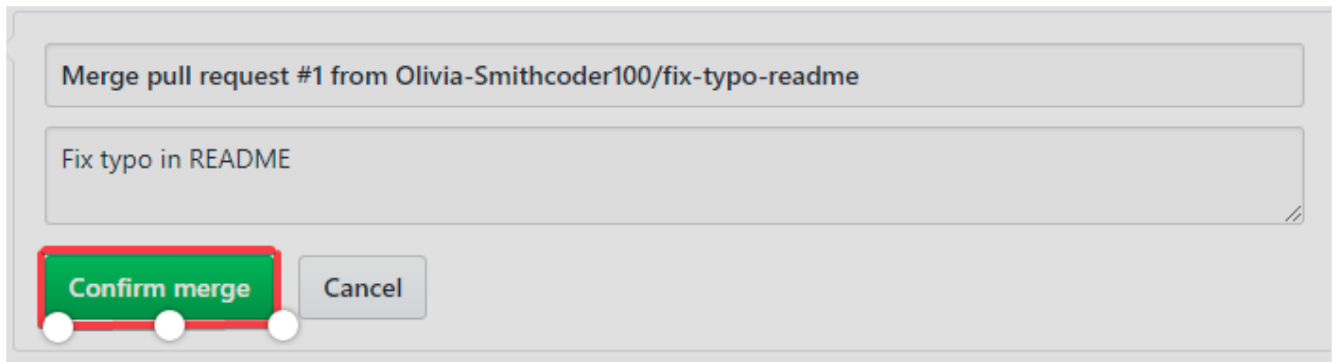 Merge pull request #1 from Olivia-Smithcoder100/fix-typo-readme
Fix typo in README
Confirm merge
Cancel